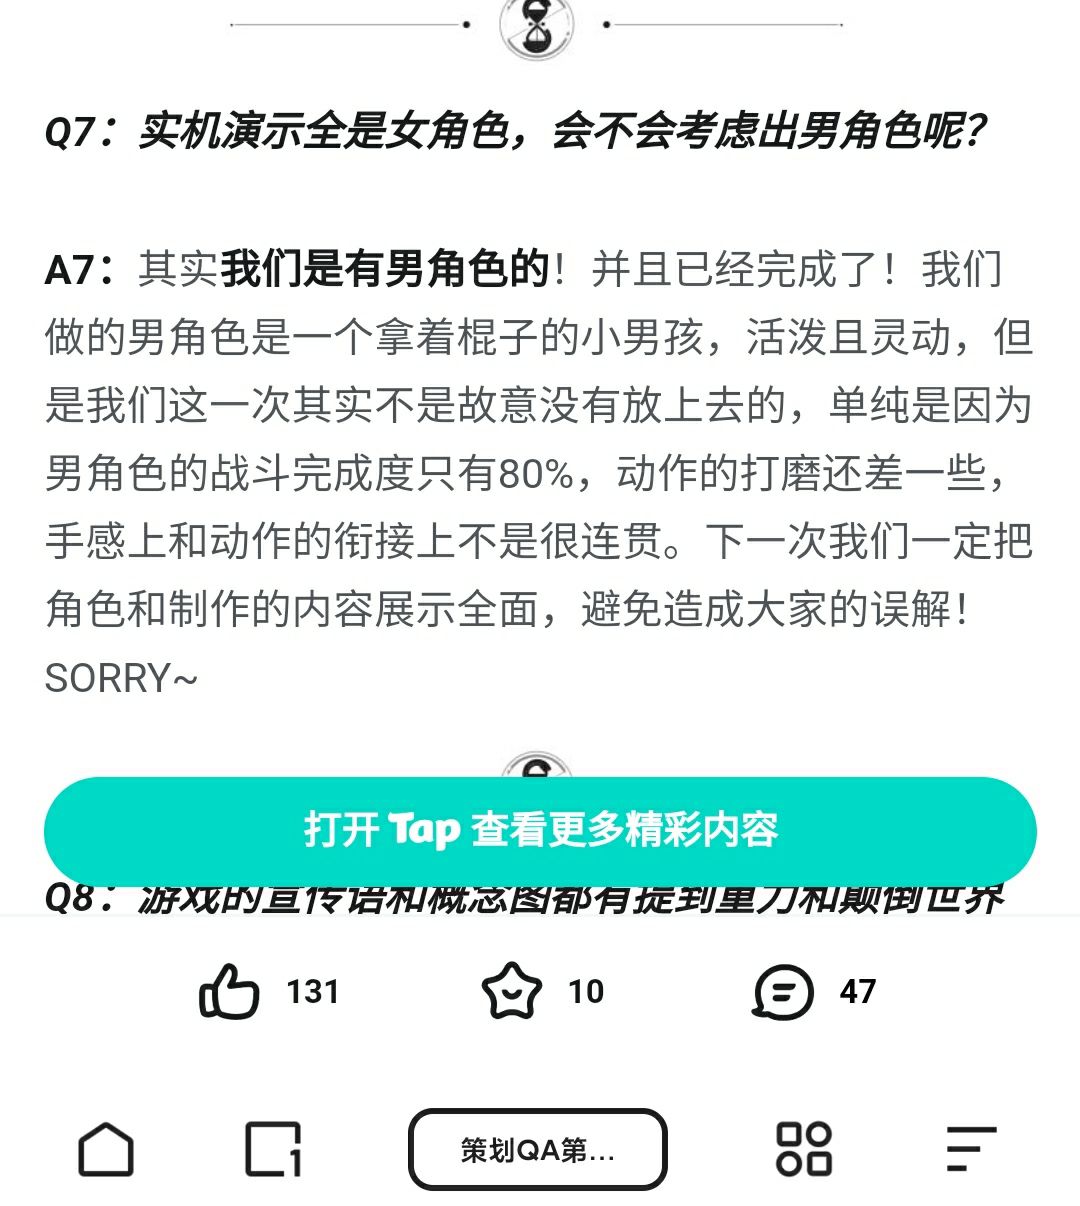 Q7：实机演示全是女角色，会不会考虑出男角色呢？
A7：其实我们是有男角色的！并且已经完成了！我们
做的男角色是一个拿着棍子的小男孩，活泼且灵动，但
是我们这一次其实不是故意没有放上去的，单纯是因为
男角色的战斗完成度只有80%，动作的打磨还差一些，
手感上和动作的衔接上不是很连贯。下一次我们一定把
角色和制作的内容展示全面，避免造成大家的误解！
SORRY~
打开 Tap 查看更多精彩内容
Q8：游戏的宣传语和概念图都有提到重力和颠倒世界
131 10 47
1 策划QA第...